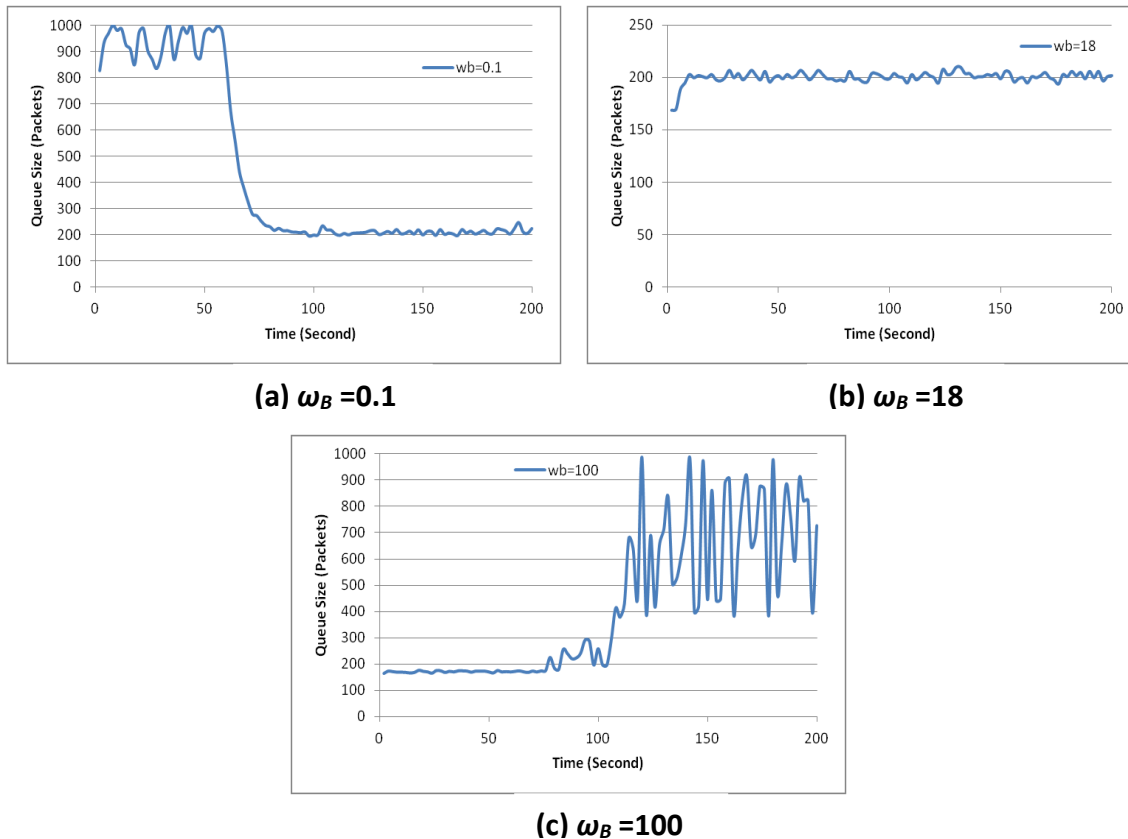 1000
900
800
700
600
500
400
300
200
100
0
Queue Size (Packets)
wb=0.1
0 50 100 150 200
Time (Second)
(a) ωB =0.1
250
200
150
100
50
0
Queue Size (Packets)
wb=18
0 50 100 150 200
Time (Second)
(b) ωB =18
1000
900
800
700
600
500
400
300
200
100
0
Queue Size (Packets)
wb=100
0 50 100 150 200
Time (Second)
(c) ωB =100